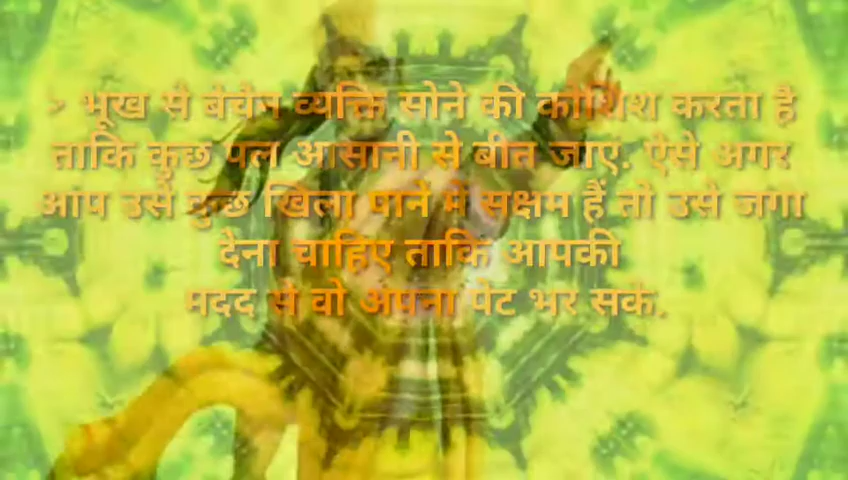 > भूख से बेचैन व्यक्ति सोने की कोशिश करता है
ताकि कुछ पल आसानी से बीत जाए. ऐसे अगर
आप उसे कुछ खिला पाने में सक्षम हैं तो उसे जगा
देना चाहिए ताकि आपकी
मदद से वो अपना पेट भर सके.